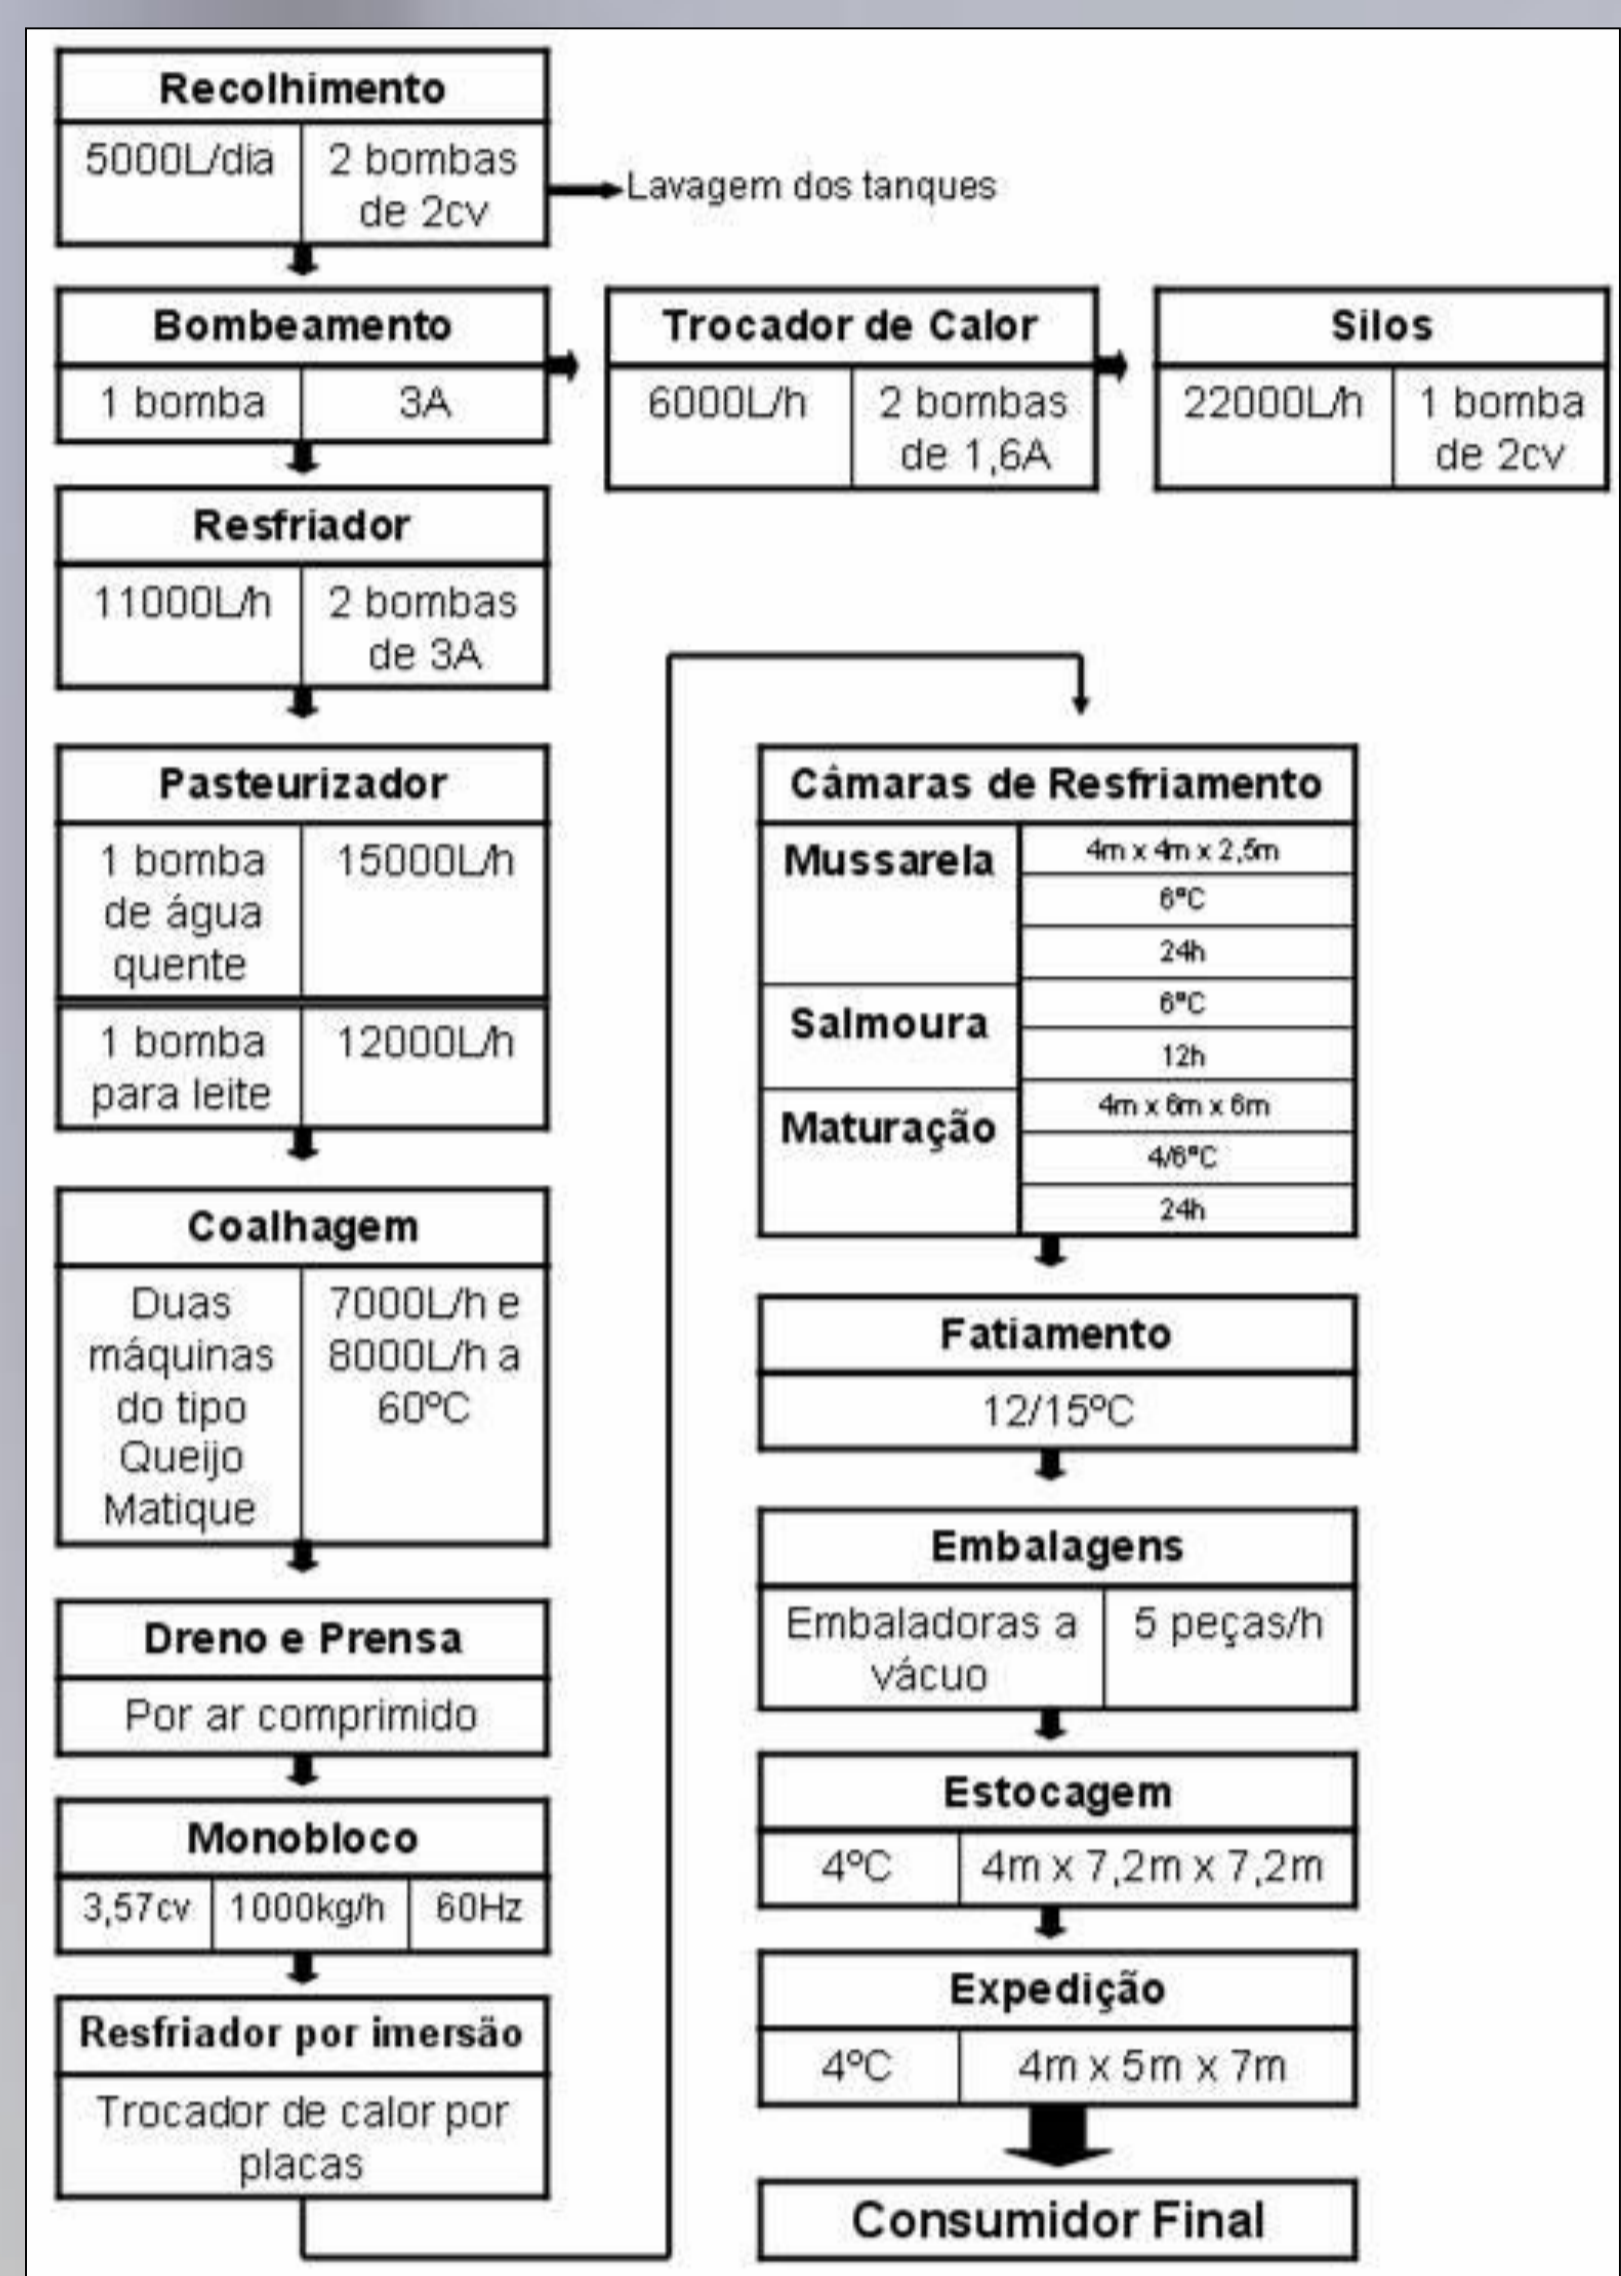 Recolhimento
5000L/dia
2 bombas
de 2cv
Lavagem dos tanques
Bombeamento
1 bomba
3A
Trocador de Calor
6000L/h
2 bombas
de 1,6A
Silos
22000L/h
1 bomba
de 2cv
Resfriador
11000L/h
2 bombas
de 3A
Pasteurizador
1 bomba
de água
quente
15000L/h
1 bomba
para leite
12000L/h
Coalhagem
Duas
máquinas
do tipo
Queijo
Matique
7000L/h e
8000L/h a
60ºC
Dreno e Prensa
Por ar comprimido
Monobloco
3,57cv
1000kg/h
60Hz
Resfriador por imersão
Trocador de calor por
placas
Câmaras de Resfriamento
Mussarela
4m x 4m x 2,5m
6ºC
24h
Salmoura
6ºC
12h
Maturação
4m x 6m x 6m
4/6ºC
24h
Fatiamento
12/15ºC
Embalagens
Embaladoras a
vácuo
5 peças/h
Estocagem
4ºC
4m x 7,2m x 7,2m
Expedição
4ºC
4m x 5m x 7m
Consumidor Final